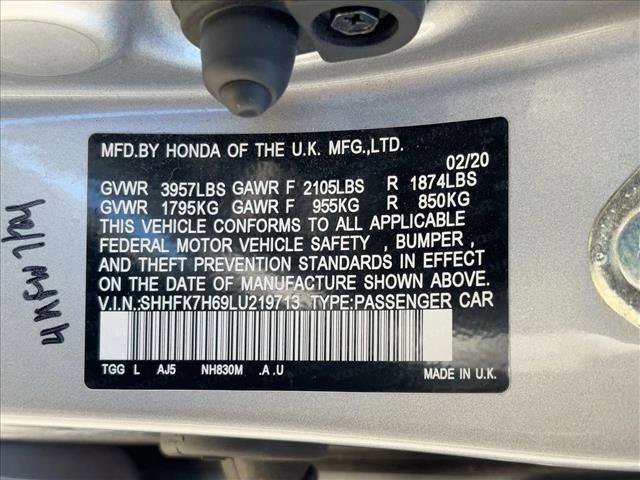 MFD.BY HONDA OF THE U.K. MFG.,LTD.
02/20
GVWR 3957LBS GAWR F 2105LBS R 1874LBS
GVWR 1795KG GAWR F 955KG R 850KG
THIS VEHICLE CONFORMS TO ALL APPLICABLE
FEDERAL MOTOR VEHICLE SAFETY , BUMPER ,
AND THEFT PREVENTION STANDARDS IN EFFECT
ON THE DATE OF MANUFACTURE SHOWN ABOVE.
V.I.N.:SHHFK7H69LU219713 TYPE:PASSENGER CAR
TGG L AJ5 NH830M .A .U
MADE IN U.K.